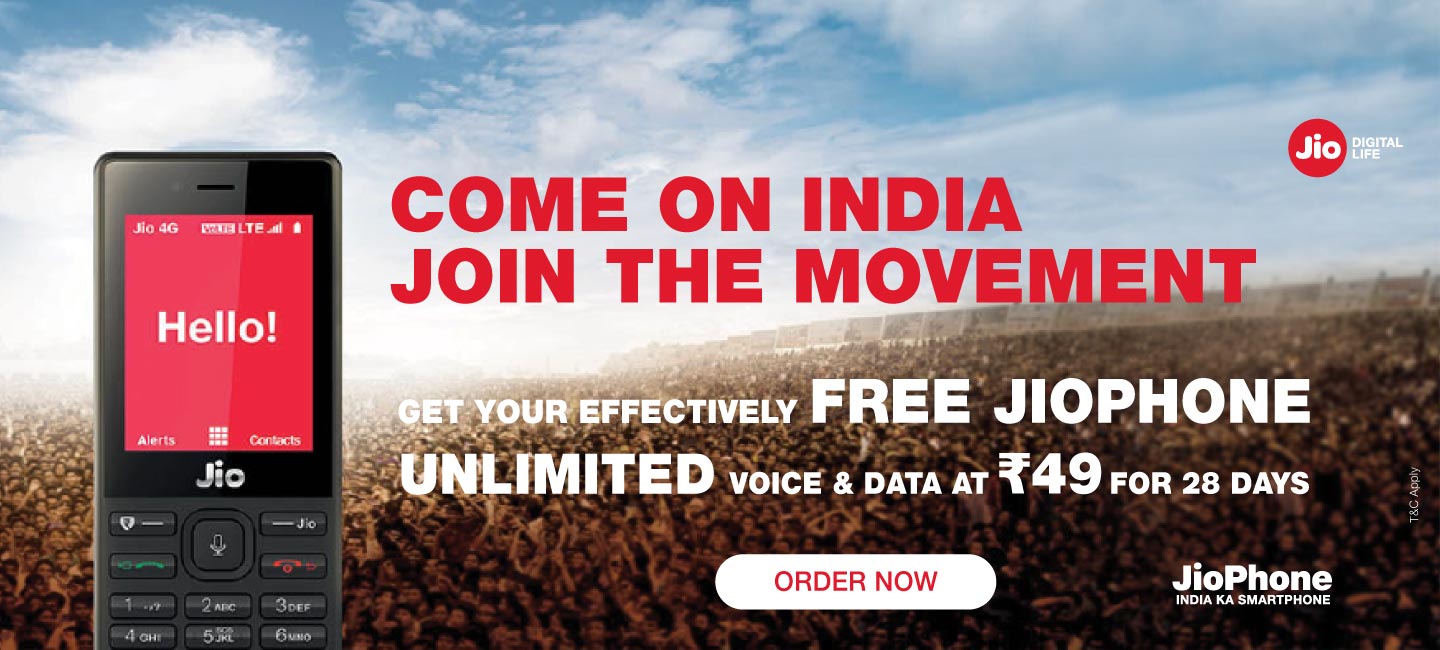 Jio DIGITAL
LIFE
COME ON INDIA
JOIN THE MOVEMENT
GET YOUR EFFECTIVELY FREE JIOPHONE
UNLIMITED VOICE & DATA AT ₹49 FOR 28 DAYS
ORDER NOW
JioPhone
INDIA KA SMARTPHONE
T&C Apply
Jio 4G VoLTE LTE
Hello!
Alerts Contacts
Jio
Jio
1 2 ABC 3 DEF
4 GHI 5 JKL 6 MNO